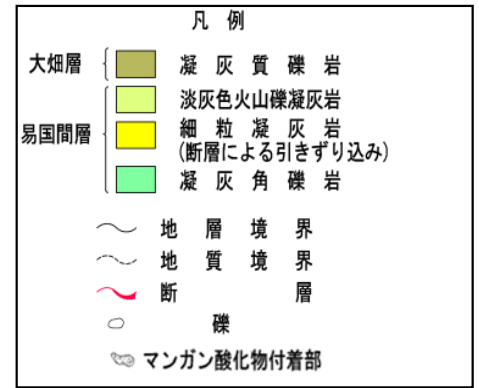 凡例
大畑層
凝灰質礫岩
易国間層
淡灰色火山礫凝灰岩
細粒凝灰岩
(断層による引きずり込み)
凝灰角礫岩
地層境界
地質境界
断層
礫
マンガン酸化物付着部